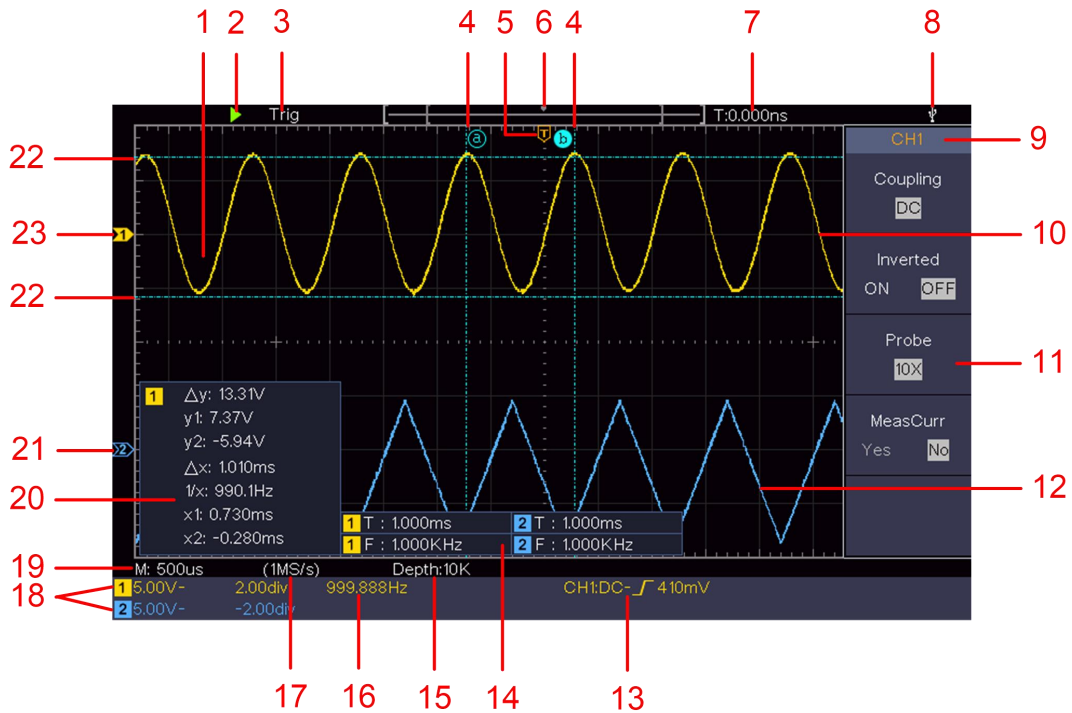 1 2 3 4 5 6 4 7 8
Trig T:0.000ns
a T b
22
23
22
21
20
19
18
1
2
CH1
Coupling
DC
Inverted
ON OFF
Probe
10X
MeasCurr
Yes No
9
10
11
12
1 △y: 13.31V
y1: 7.37V
y2: -5.94V
△x: 1.010ms
1/x: 990.1Hz
x1: 0.730ms
x2: -0.280ms
1 T : 1.000ms 2 T : 1.000ms
1 F : 1.000KHz 2 F : 1.000KHz
M: 500us (1MS/s) Depth:10K
1 5.00V- 2.00div 999.888Hz CH1:DC- 410mV
2 5.00V- -2.00div
17 16 15 14 13